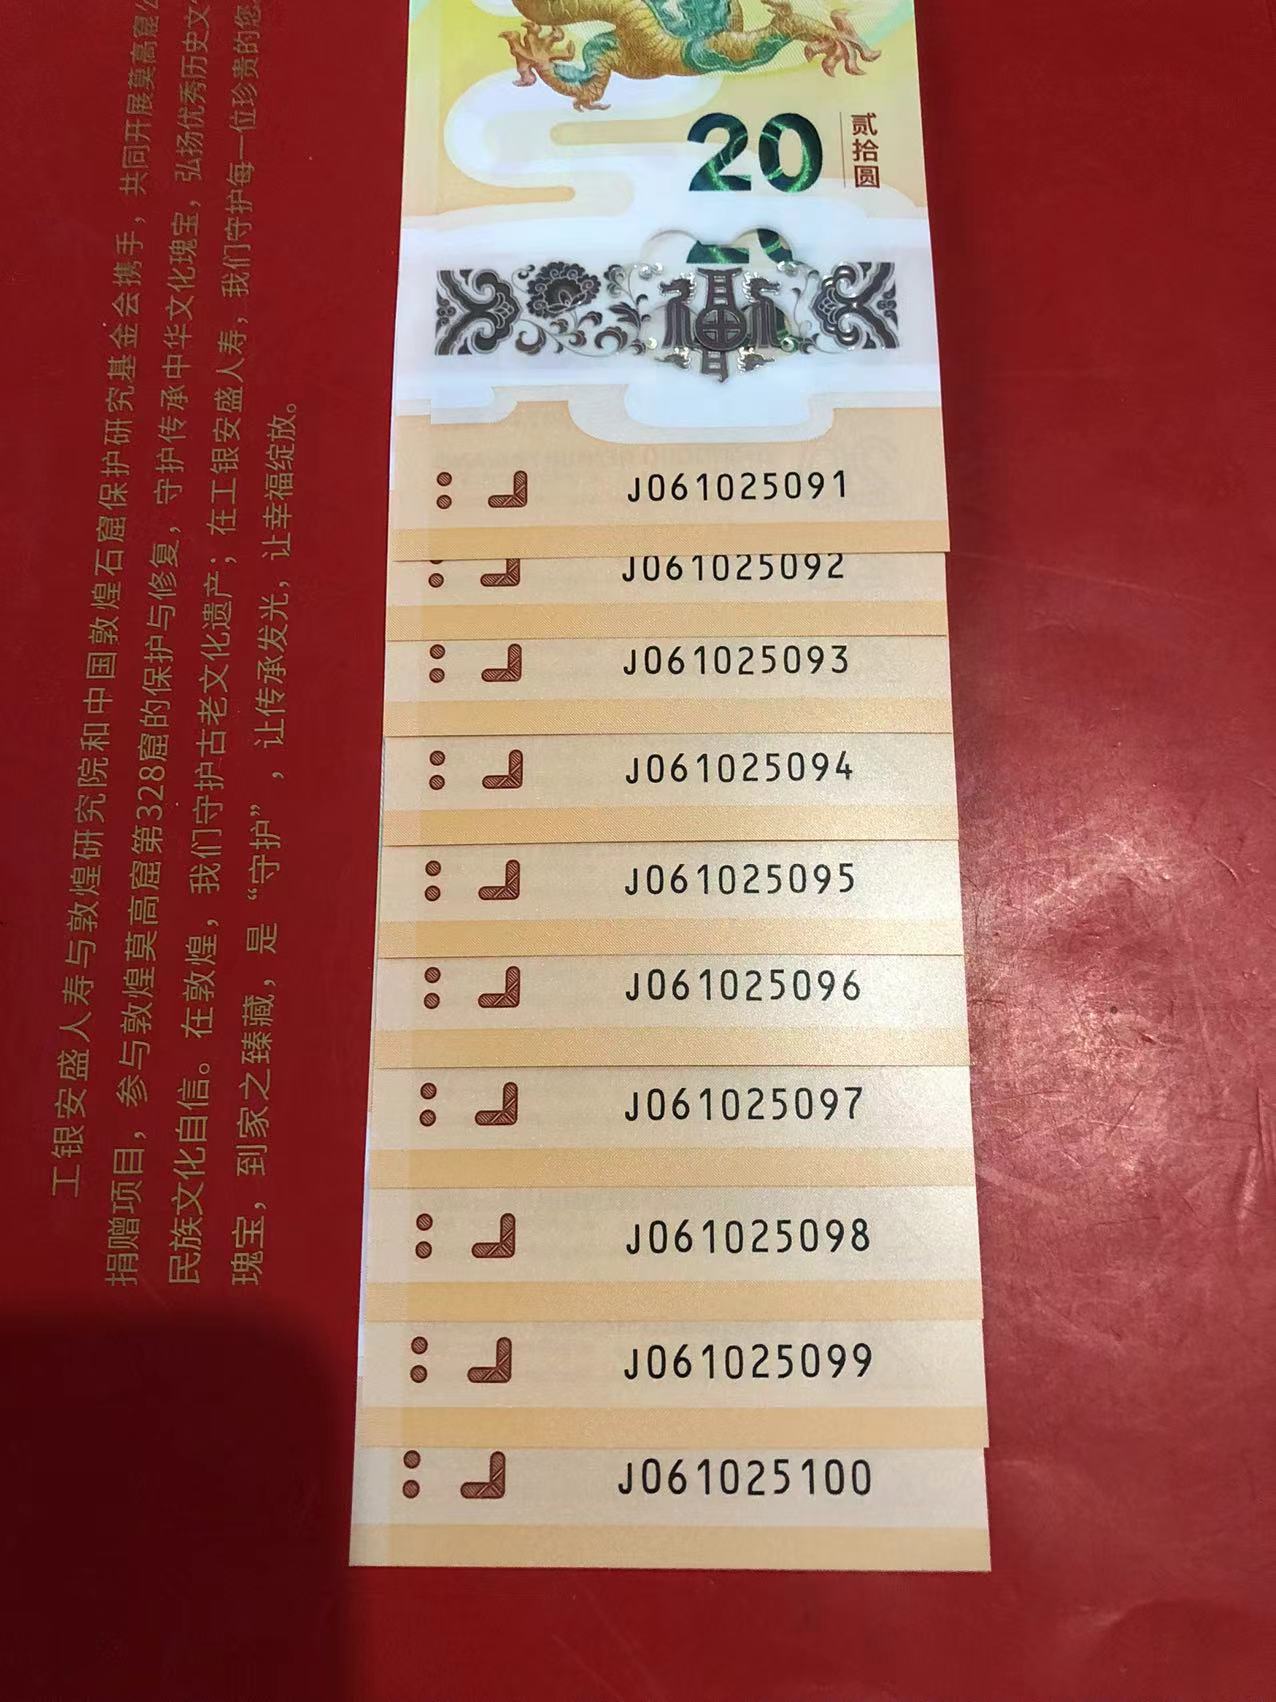 20
贰拾圆
J061025091
J061025092
J061025093
J061025094
J061025095
J061025096
J061025097
J061025098
J061025099
J061025100
工银安盛人寿与敦煌研究院和中国敦煌石窟保护研究基金会携手，共同开展莫高窟公
捐赠项目，参与敦煌莫高窟第328窟的保护与修复，守护传承中华文化瑰宝，弘扬优秀历史文
民族文化自信。在敦煌，我们守护古老文化遗产；在工银安盛人寿，我们守护每一位珍贵的您
瑰宝，到家之臻藏，是“守护”，让传承发光，让幸福绽放。